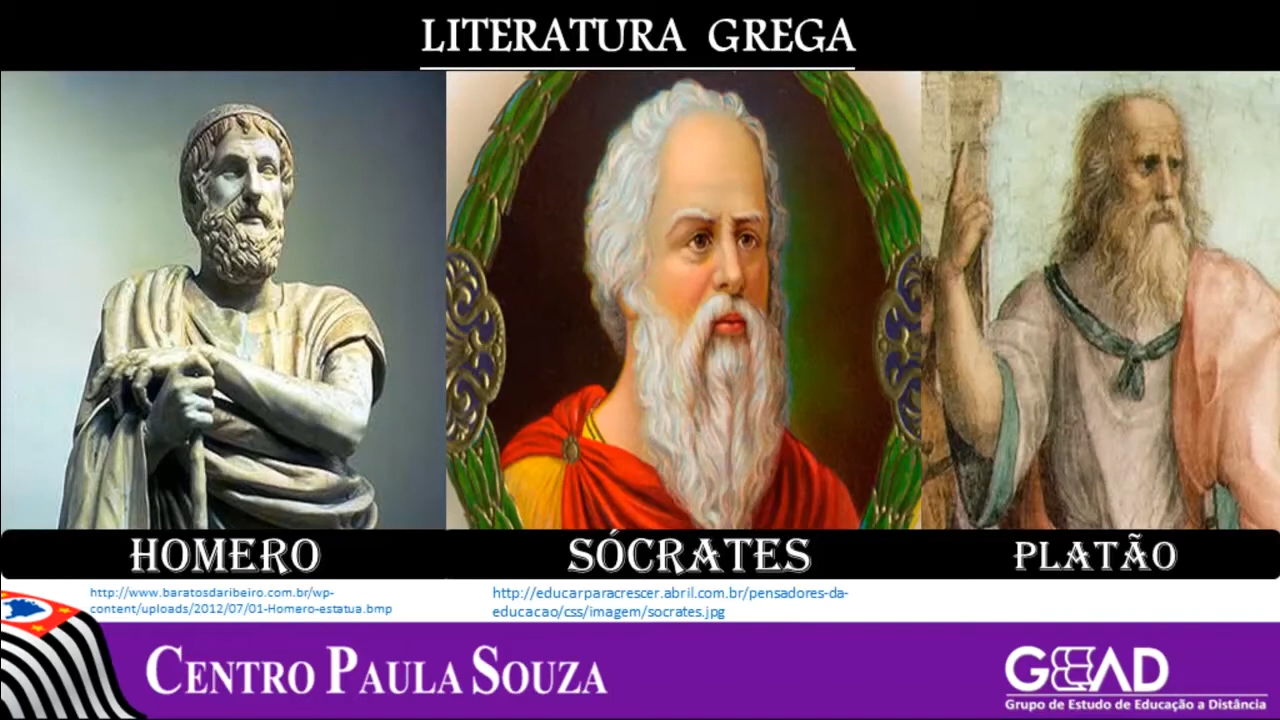 LITERATURA GREGA
HOMERO
SÓCRATES
PLATÃO
http://www.baratosdaribeiro.com.br/wp-
content/uploads/2012/07/01-Homero-estatua.bmp
http://educarparacrescer.abril.com.br/pensadores-da-
educacao/css/imagem/socrates.jpg
CENTRO PAULA SOUZA
GEEAD
Grupo de Estudo de Educação a Distância